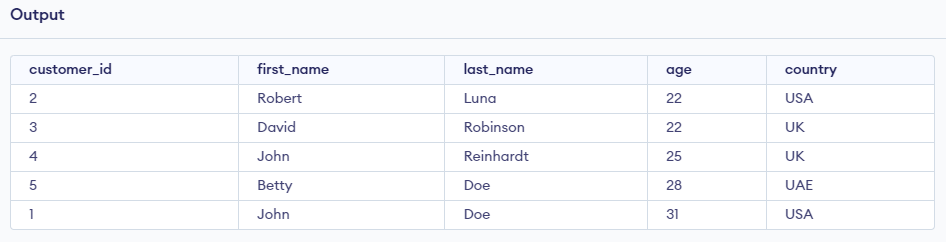 Output
customer_id first_name last_name age country
2 Robert Luna 22 USA
3 David Robinson 22 UK
4 John Reinhardt 25 UK
5 Betty Doe 28 UAE
1 John Doe 31 USA